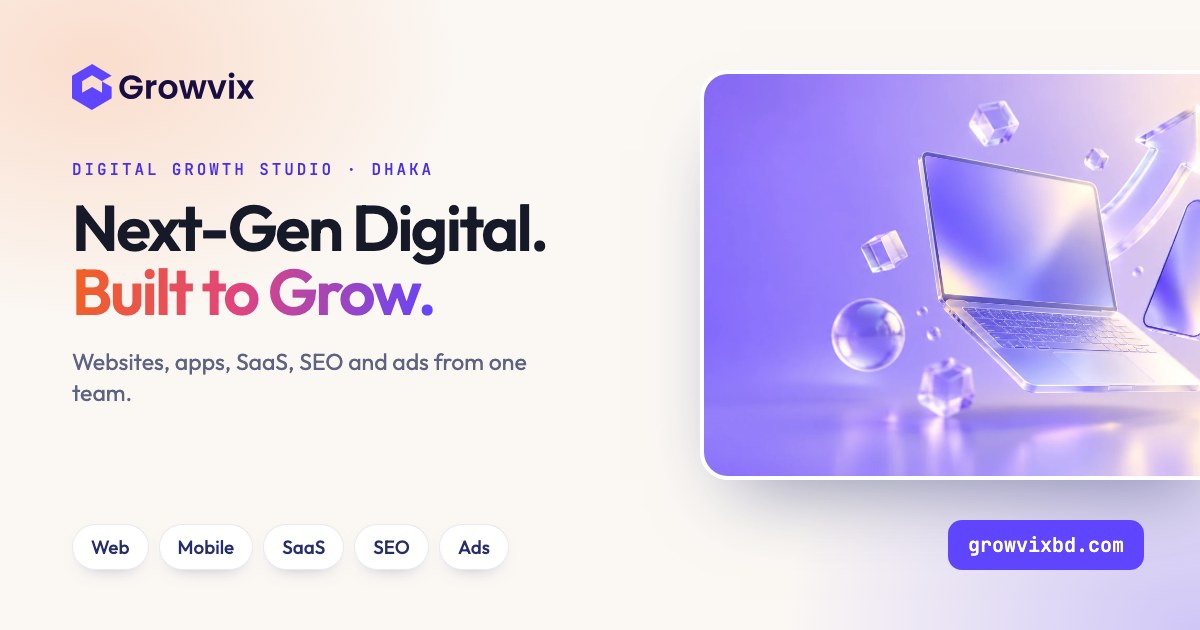 Growvix
DIGITAL GROWTH STUDIO · DHAKA
Next-Gen Digital.
Built to Grow.
Websites, apps, SaaS, SEO and ads from one
team.
Web
Mobile
SaaS
SEO
Ads
growvixbd.com